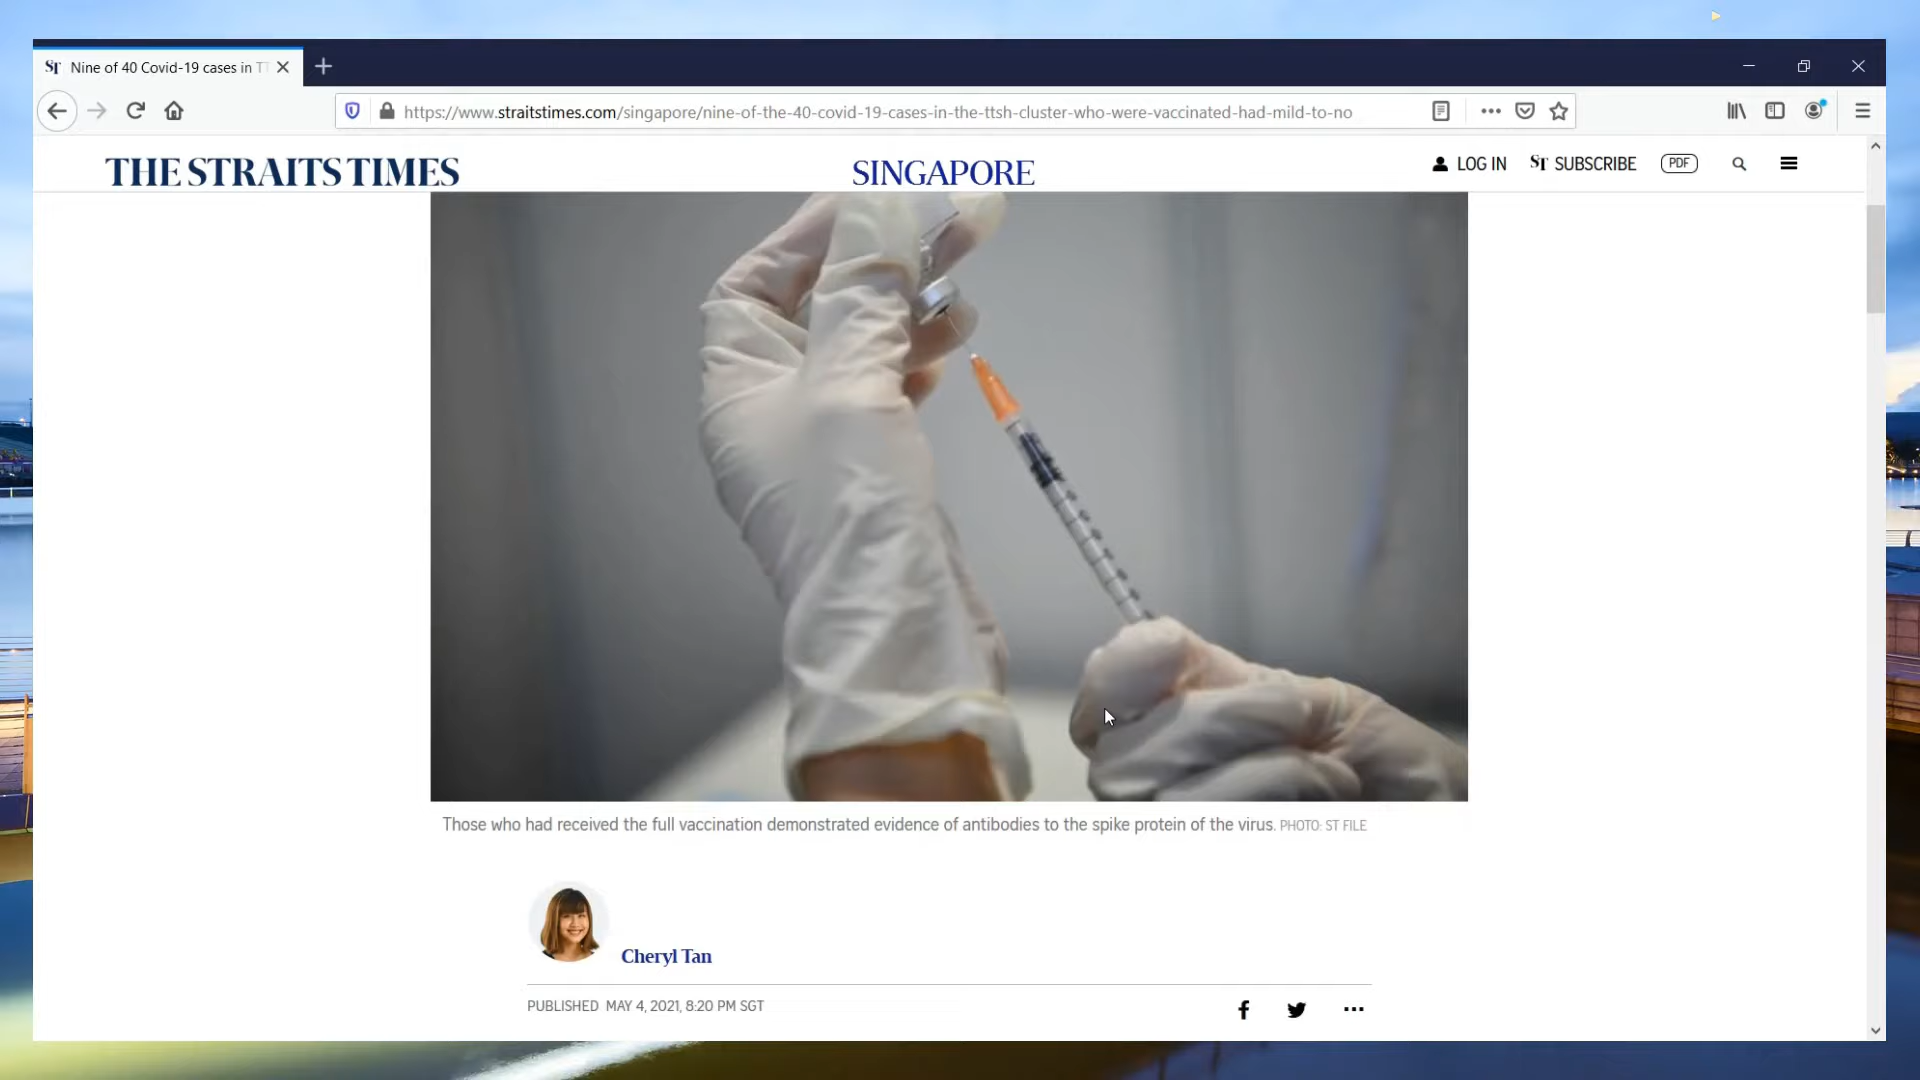 ST Nine of 40 Covid-19 cases in TT
https://www.straitstimes.com/singapore/nine-of-the-40-covid-19-cases-in-the-ttsh-cluster-who-were-vaccinated-had-mild-to-no
THE STRAITS TIMES
SINGAPORE
LOG IN
ST SUBSCRIBE
PDF
Those who had received the full vaccination demonstrated evidence of antibodies to the spike protein of the virus. PHOTO: ST FILE
Cheryl Tan
PUBLISHED MAY 4, 2021, 8:20 PM SGT